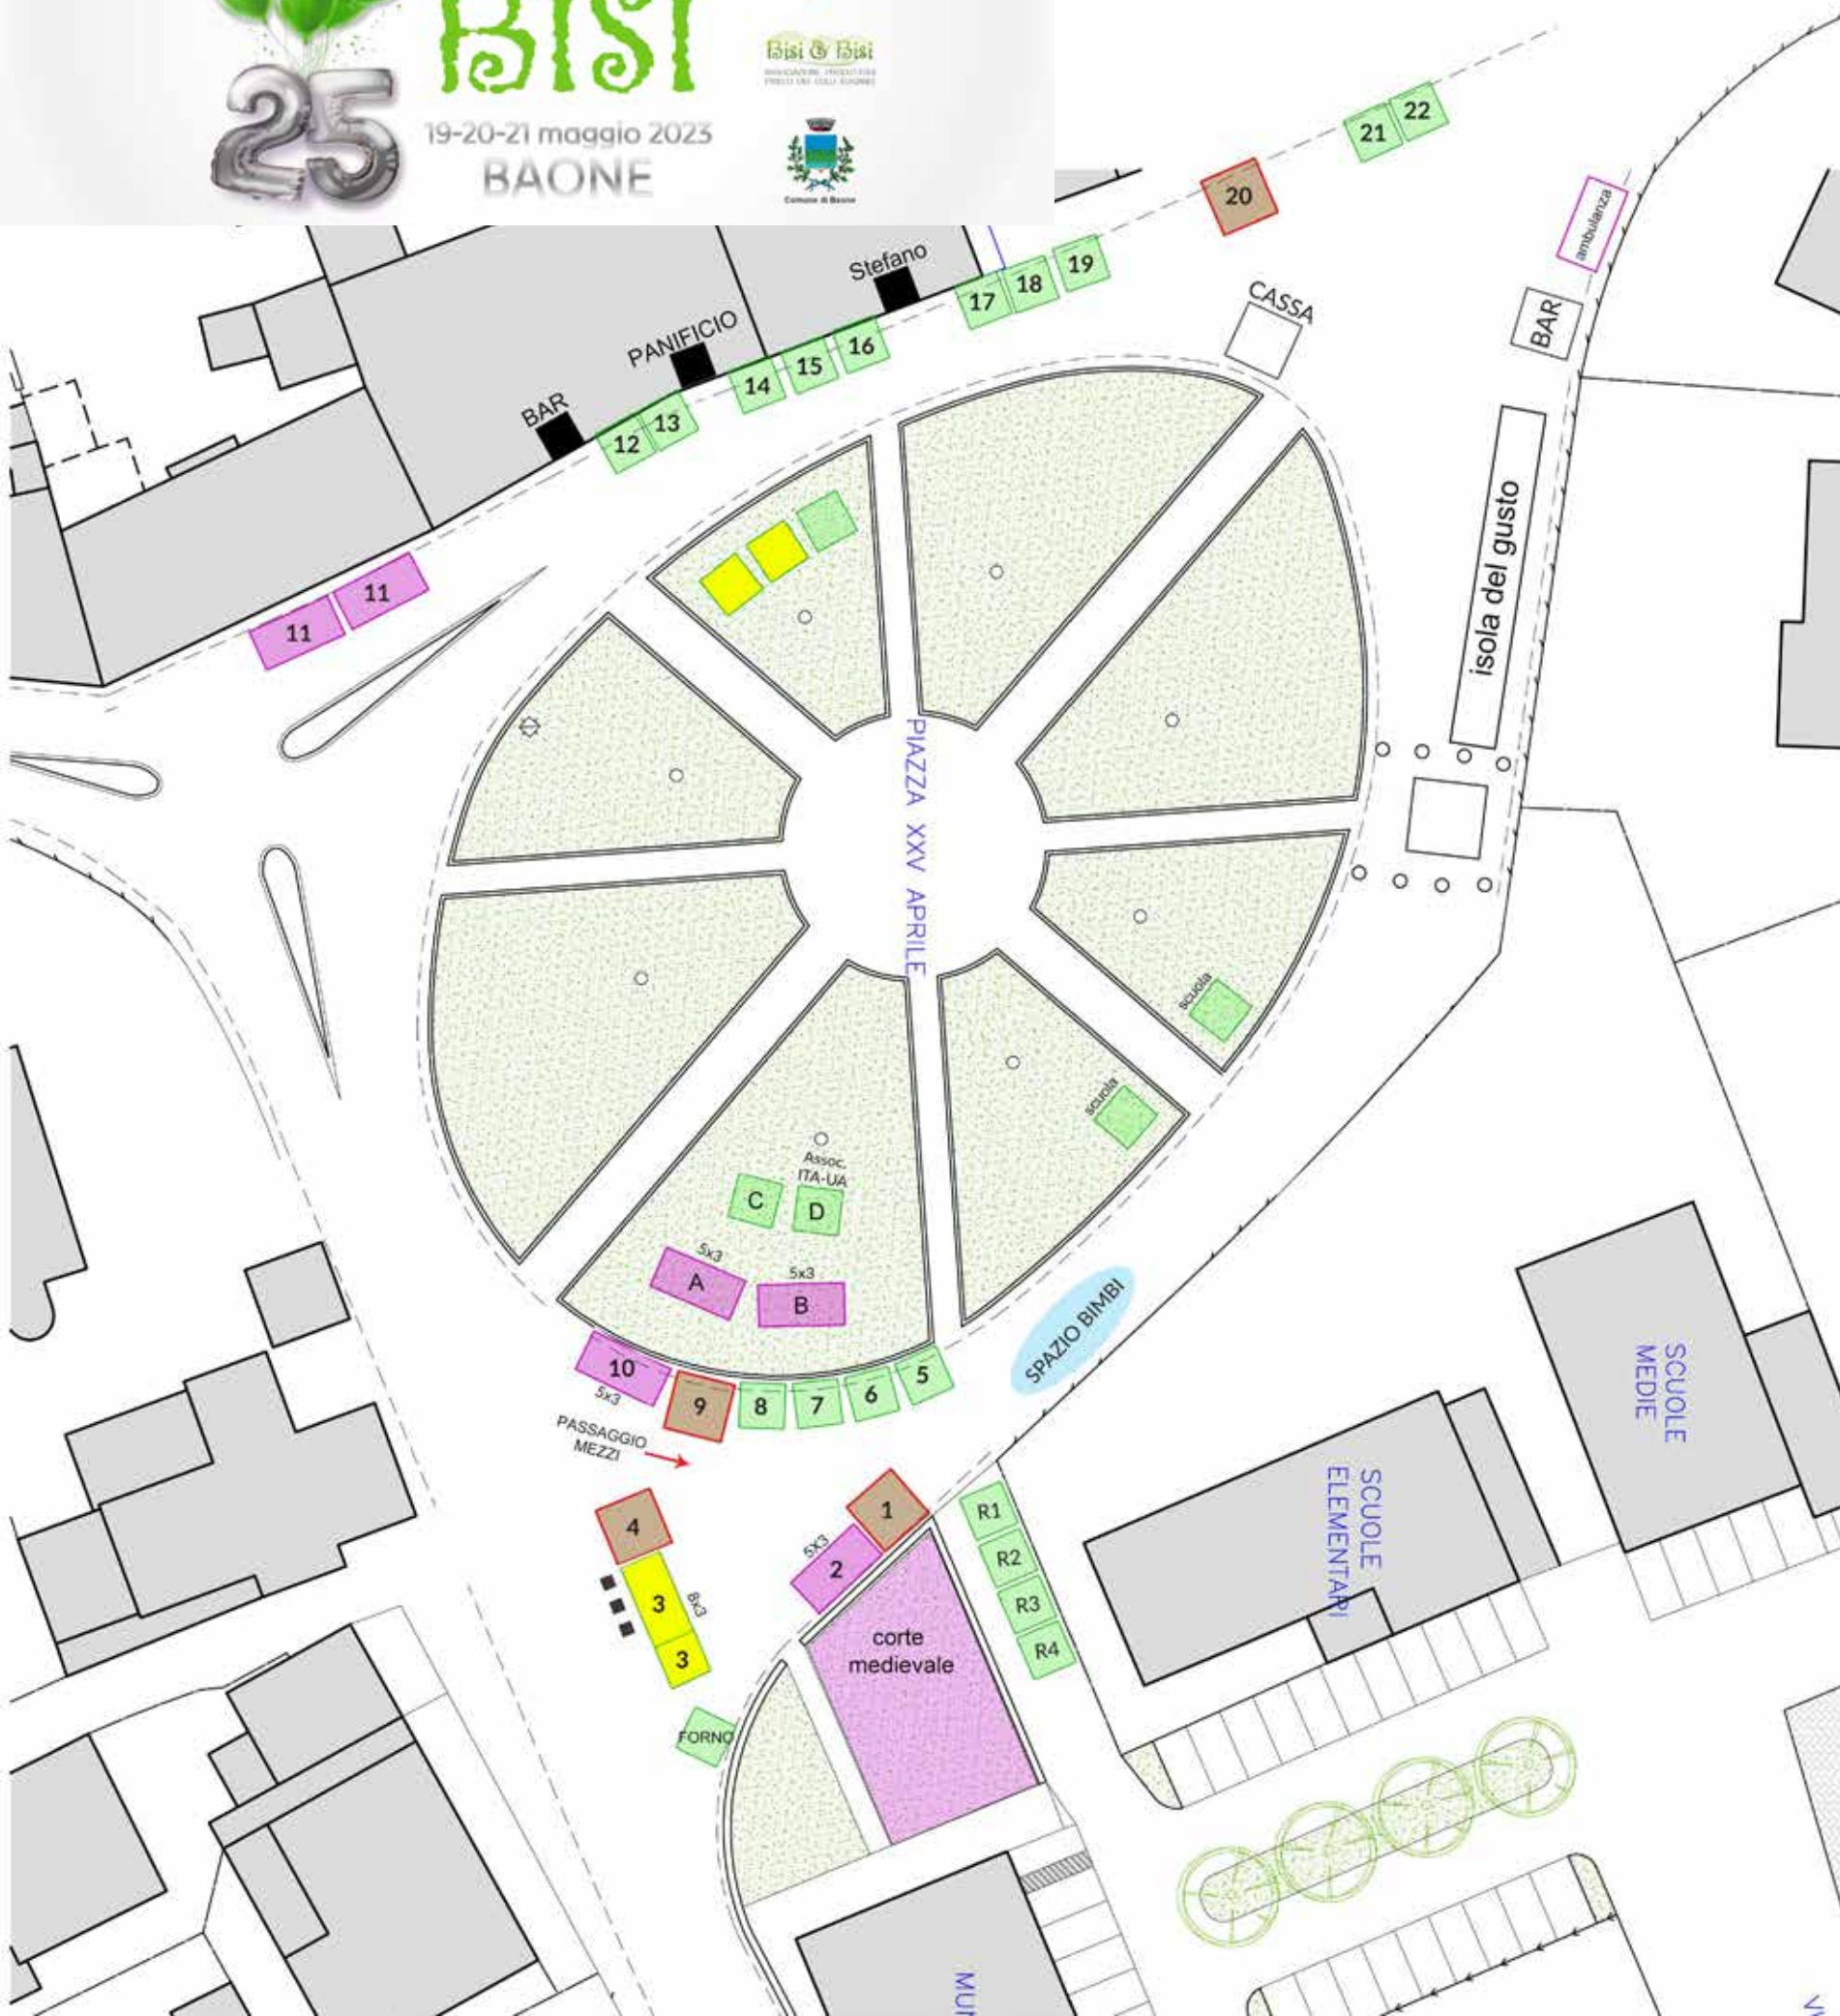 BISI
25
19-20-21 maggio 2023
BAONE
Bisi & Bisi
Comune di Baone
22
21
20
ambulanza
19
18
17
Stefano
CASSA
BAR
16
15
14
PANIFICIO
13
12
BAR
11
11
isola del gusto
PIAZZA XXV APRILE
scuola
scuola
Assoc.
ITA-UA
C
D
5x3
A
5x3
B
SPAZIO BIMBI
10
5x3
9
8
7
6
5
PASSAGGIO
MEZZI
SCUOLE
MEDIE
SCUOLE
ELEMENTARI
1
5X3
2
R1
R2
R3
R4
4
3
8x3
3
corte
medievale
FORNO
MUN